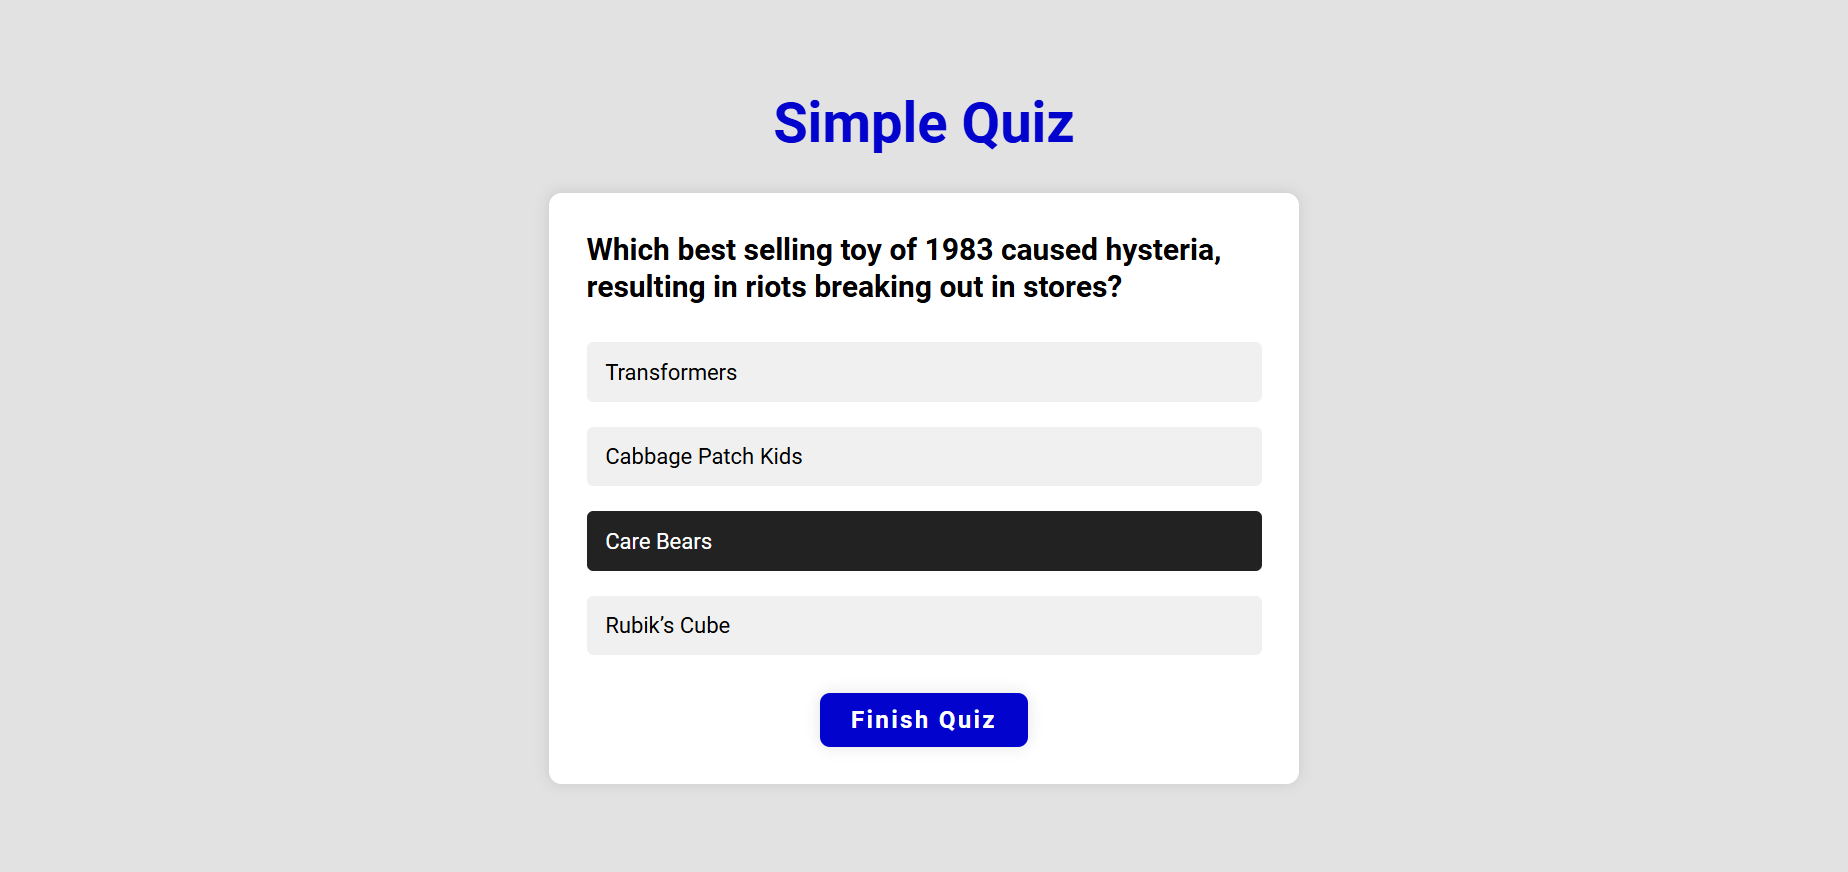 Simple Quiz
Which best selling toy of 1983 caused hysteria,
resulting in riots breaking out in stores?
Transformers
Cabbage Patch Kids
Care Bears
Rubik’s Cube
Finish Quiz